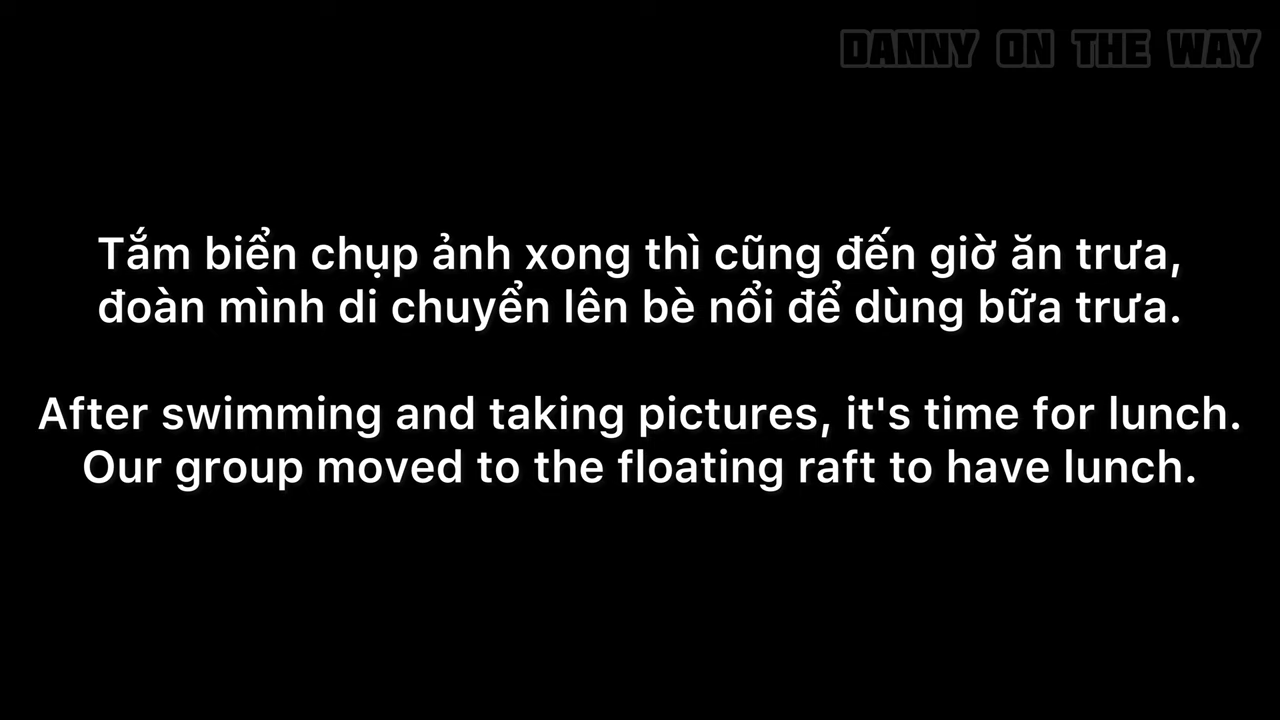 DANNY ON THE WAY
Tắm biển chụp ảnh xong thì cũng đến giờ ăn trưa,
đoàn mình di chuyển lên bè nổi để dùng bữa trưa.
After swimming and taking pictures, it's time for lunch.
Our group moved to the floating raft to have lunch.